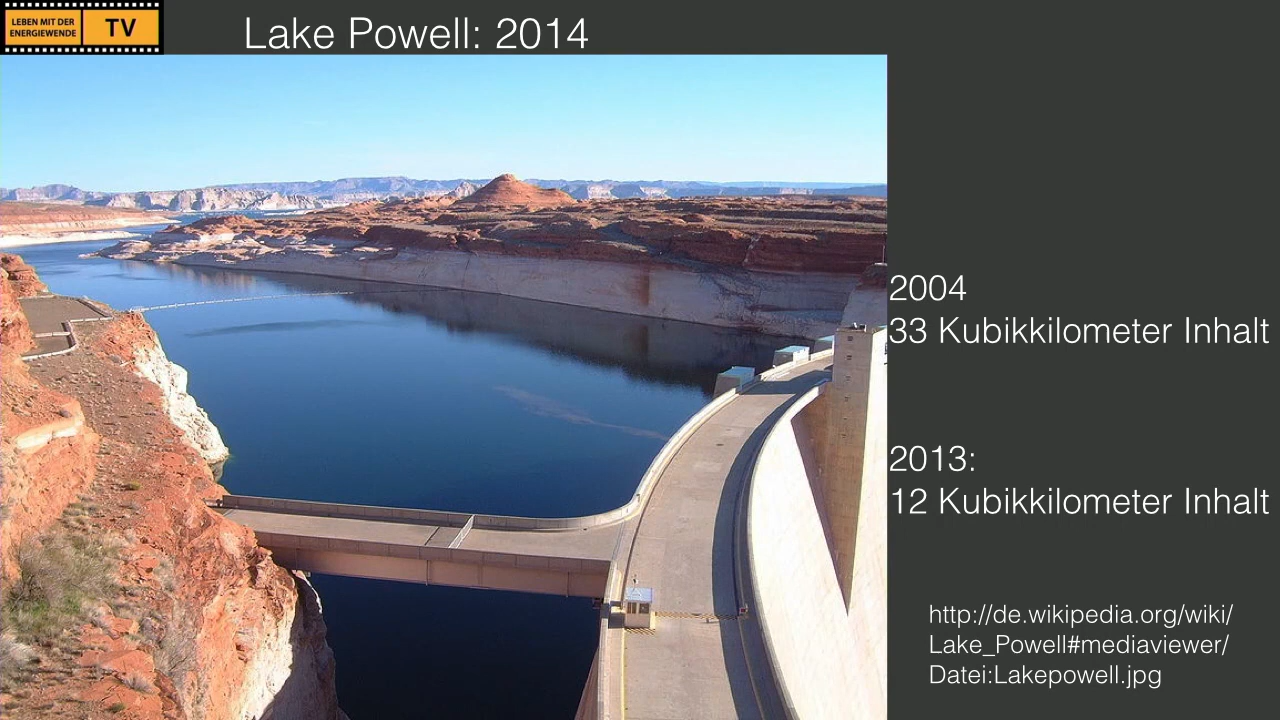 LEBEN MIT DER
ENERGIEWENDE
TV
Lake Powell: 2014
2004
33 Kubikkilometer Inhalt
2013:
12 Kubikkilometer Inhalt
http://de.wikipedia.org/wiki/
Lake_Powell#mediaviewer/
Datei:Lakepowell.jpg